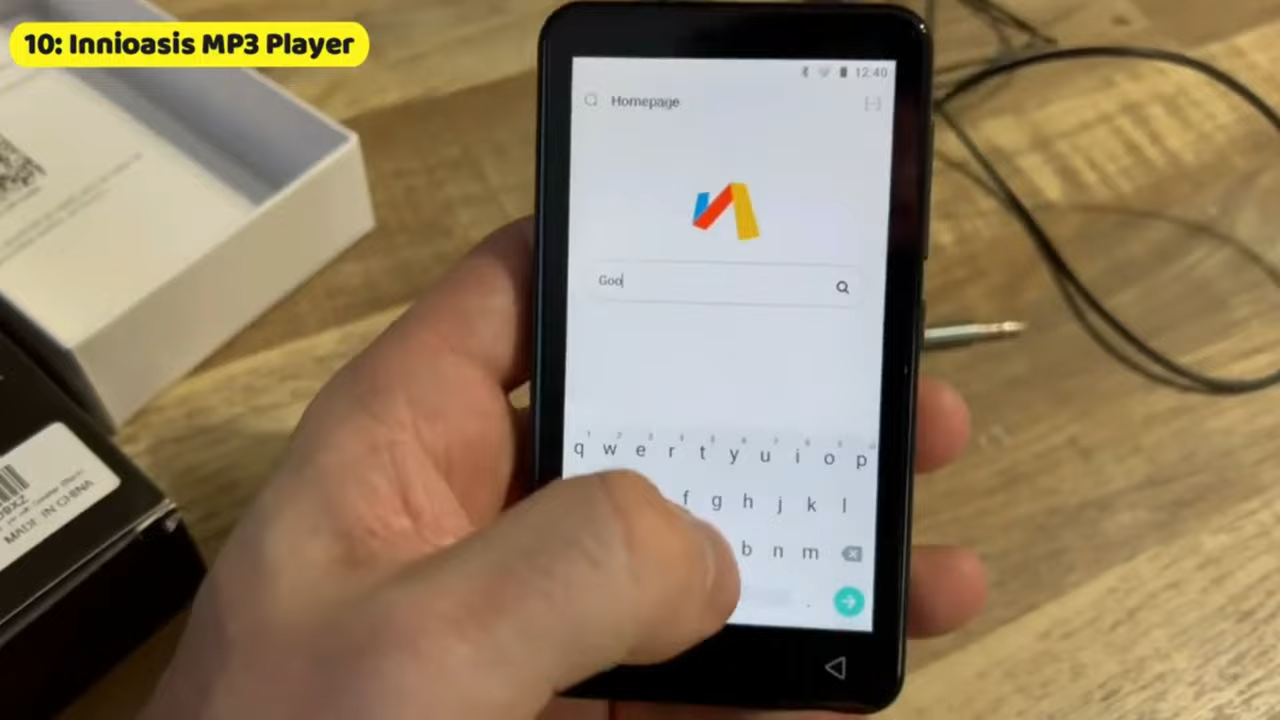 10: Innioasis MP3 Player
12:40
Homepage
Goo
q w e r t y u i o p
f g h j k l
b n m
.
MADE IN CHINA